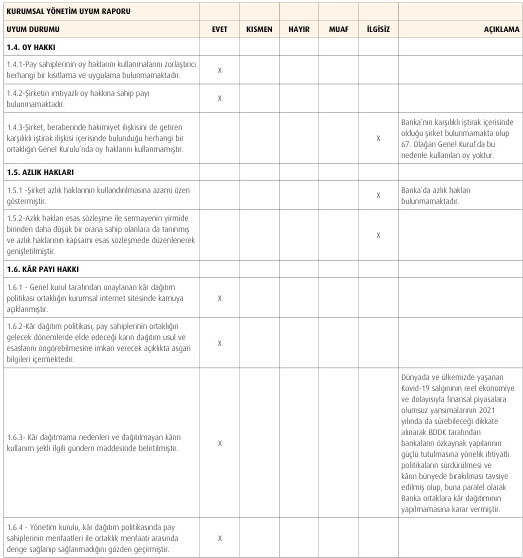 KURUMSAL YÖNETİM UYUM RAPORU
UYUM DURUMU EVET KISMEN HAYIR MUAF İLGİSİZ AÇIKLAMA
1.4. OY HAKKI
1.4.1-Pay sahiplerinin oy haklarını kullanmalarını zorlaştırıcı
herhangi bir kısıtlama ve uygulama bulunmamaktadır.
X
1.4.2-Şirketin imtiyazlı oy hakkına sahip payı
bulunmamaktadır.
X
1.4.3-Şirket, beraberinde hakimiyet ilişkisini de getiren
karşılıklı iştirak ilişkisi içerisinde bulunduğu herhangi bir
ortaklığın Genel Kurulu'nda oy haklarını kullanmamıştır.
X
Banka'nın karşılıklı iştirak içerisinde
olduğu şirket bulunmamakta olup
67. Olağan Genel Kurul'da bu
nedenle kullanılan oy yoktur.
1.5. AZLIK HAKLARI
1.5.1 -Şirket azlık haklarının kullandırılmasına azami özen
göstermiştir.
X
Banka'da azlık hakları
bulunmamaktadır.
1.5.2-Azlık hakları esas sözleşme ile sermayenin yirmide
birinden daha düşük bir orana sahip olanlara da tanınmış
ve azlık haklarının kapsamı esas sözleşmede düzenlenerek
genişletilmiştir.
X
1.6. KÂR PAYI HAKKI
1.6.1 - Genel kurul tarafından onaylanan kâr dağıtım
politikası ortaklığın kurumsal internet sitesinde kamuya
açıklanmıştır.
X
1.6.2-Kâr dağıtım politikası, pay sahiplerinin ortaklığın
gelecek dönemlerde elde edeceği karın dağıtım usul ve
esaslarını öngörebilmesine imkan verecek açıklıkta asgari
bilgileri içermektedir.
X
1.6.3- Kâr dağıtmama nedenleri ve dağıtılmayan kârın
kullanım şekli ilgili gündem maddesinde belirtilmiştir.
X
Dünyada ve ülkemizde yaşanan
Kovid-19 salgınının reel ekonomiye
ve dolayısıyla finansal piyasalara
olumsuz yansımalarının 2021
yılında da sürebileceği dikkate
alınarak BDDK tarafından
bankaların özkaynak yapılarının
güçlü tutulmasına yönelik ihtiyatlı
politikaların sürdürülmesi ve
kârın bünyede bırakılması tavsiye
edilmiş olup, buna paralel olarak
Banka ortaklara kâr dağıtımının
yapılmamasına karar vermiştir.
1.6.4 - Yönetim kurulu, kâr dağıtım politikasında pay
sahiplerinin menfaatleri ile ortaklık menfaati arasında
denge sağlanıp sağlanmadığını gözden geçirmiştir.
X